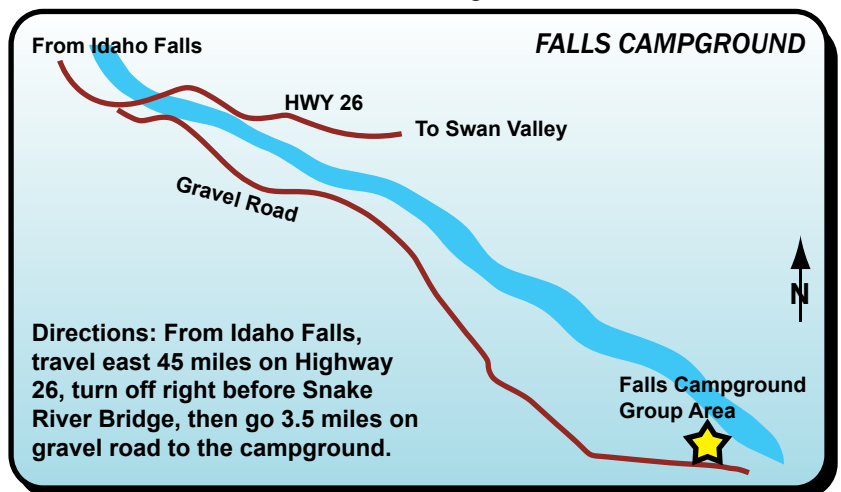 FALLS CAMPGROUND
From Idaho Falls
HWY 26
To Swan Valley
Gravel Road
N
Directions: From Idaho Falls,
travel east 45 miles on Highway
26, turn off right before Snake
River Bridge, then go 3.5 miles on
gravel road to the campground.
Falls Campground
Group Area